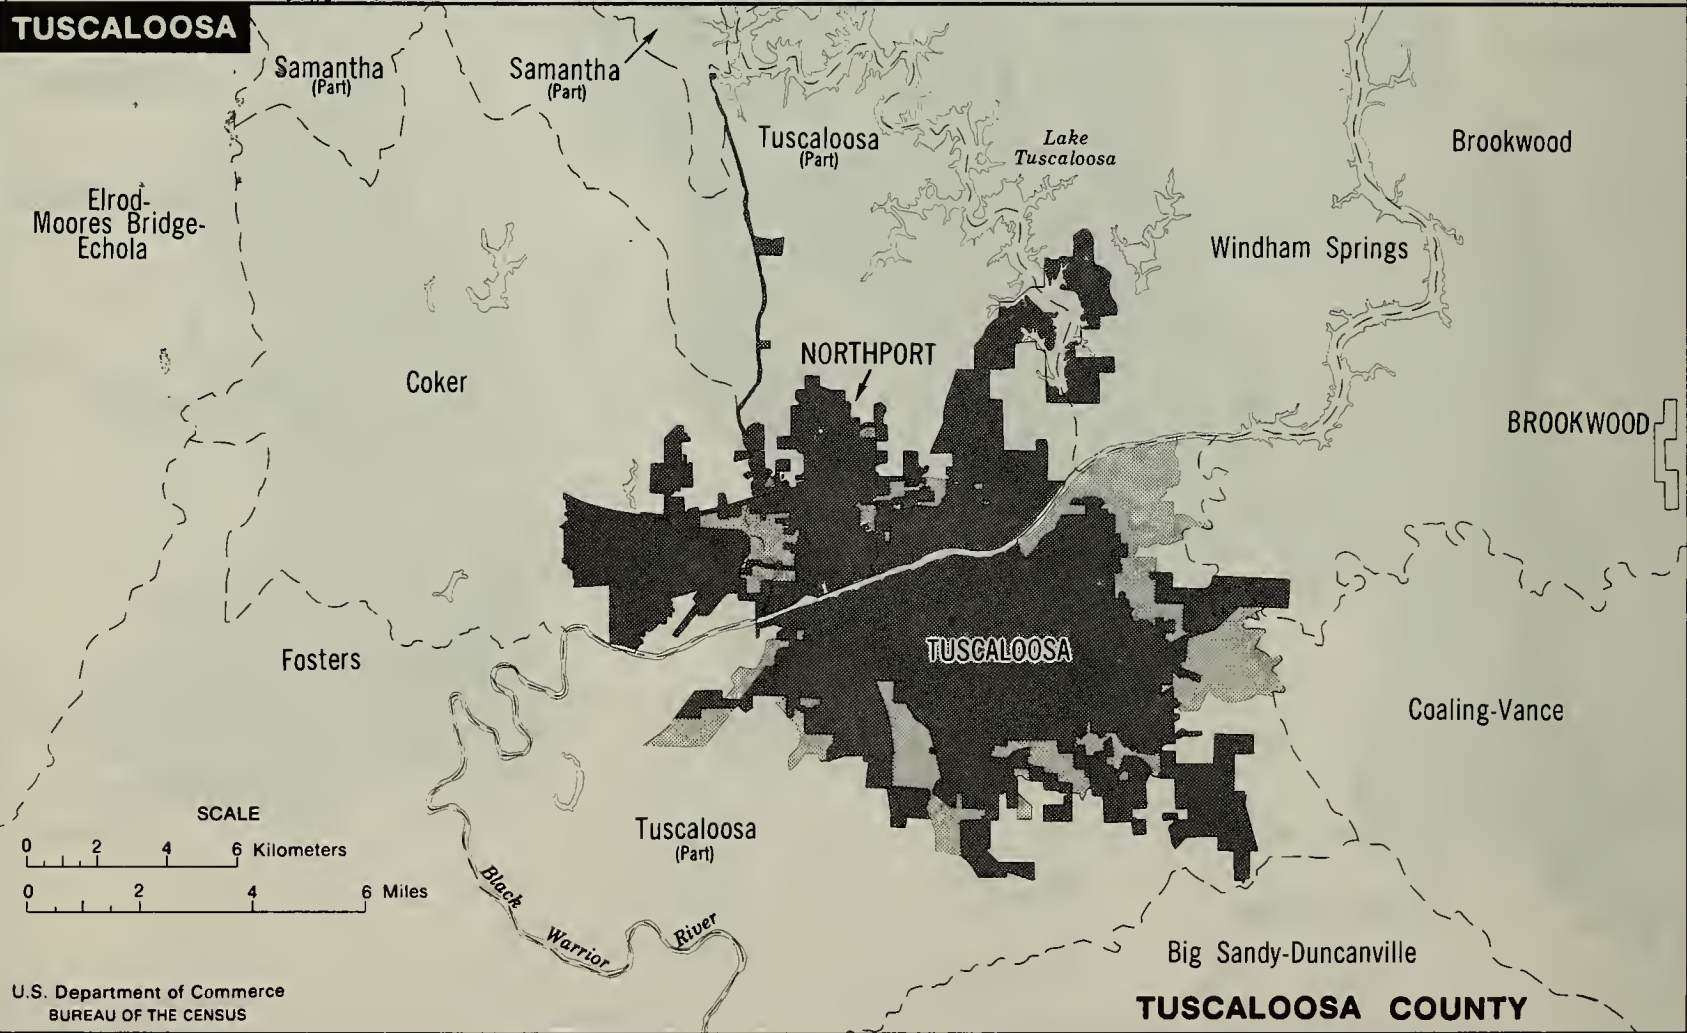 TUSCALOOSA
Samantha
(Part)
Samantha
(Part)
Tuscaloosa
(Part)
Lake
Tuscaloosa
Brookwood
Elrod-
Moores Bridge-
Echola
Windham Springs
NORTHPORT
Coker
BROOKWOOD
TUSCALOOSA
Fosters
Coaling-Vance
SCALE
0 2 4 6 Kilometers
0 2 4 6 Miles
Tuscaloosa
(Part)
Black Warrior River
Big Sandy-Duncanville
U.S. Department of Commerce
BUREAU OF THE CENSUS
TUSCALOOSA COUNTY